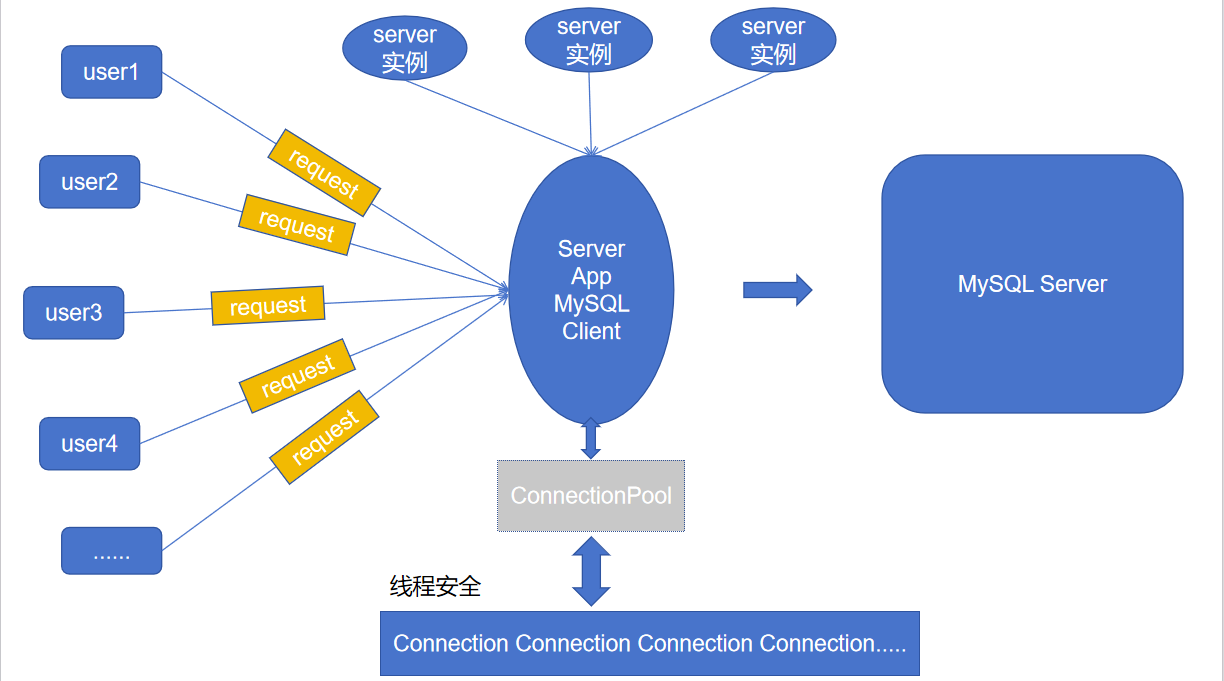 server
实例
server
实例
server
实例
user1
request
user2
request
user3
request
user4
request
......
request
Server
App
MySQL
Client
MySQL Server
ConnectionPool
线程安全
Connection Connection Connection Connection.....